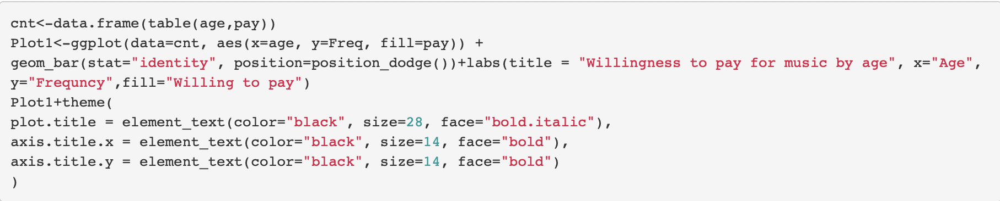 cnt<-data.frame(table(age,pay))
Plot1<-ggplot(data=cnt, aes(x=age, y=Freq, fill=pay)) +
geom_bar(stat="identity", position=position_dodge())+labs(title = "Willingness to pay for music by age", x="Age",
y="Frequncy",fill="Willing to pay")
Plot1+theme(
plot.title = element_text(color="black", size=28, face="bold.italic"),
axis.title.x = element_text(color="black", size=14, face="bold"),
axis.title.y = element_text(color="black", size=14, face="bold")
)